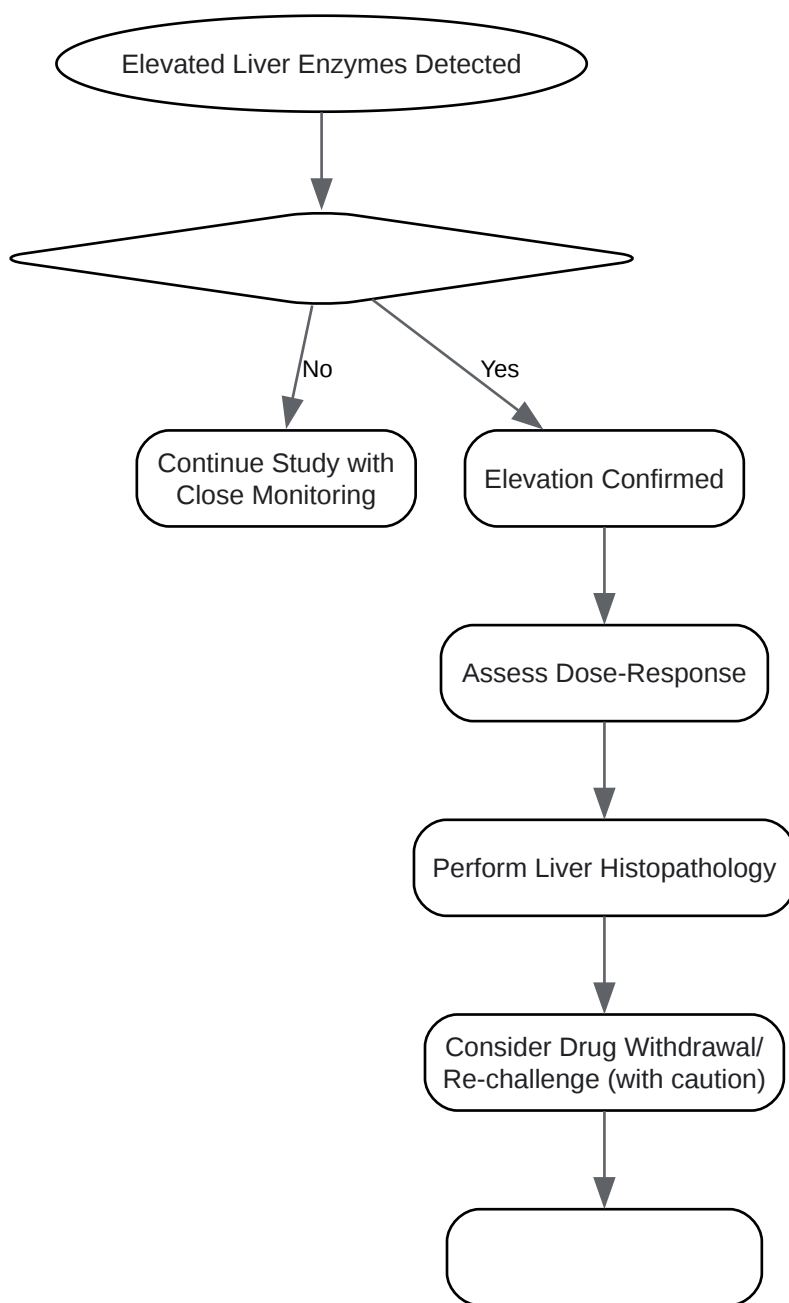 Elevated Liver Enzymes Detected
No
Yes
Continue Study with
Close Monitoring
Elevation Confirmed
Assess Dose-Response
Perform Liver Histopathology
Consider Drug Withdrawal/
Re-challenge (with caution)